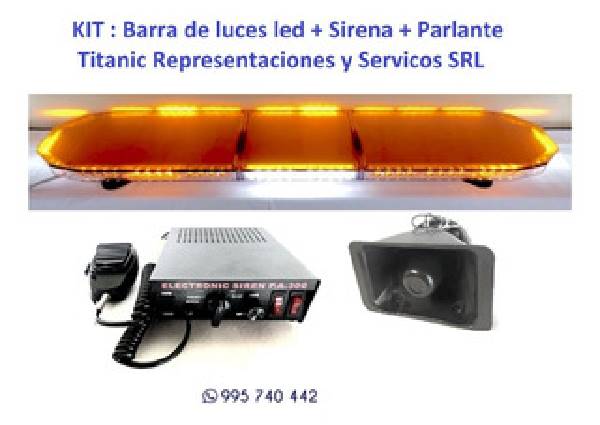 KIT : Barra de luces led + Sirena + Parlante
Titanic Representaciones y Servicos SRL
ELECTRONIC SIREN P.A.300
995 740 442